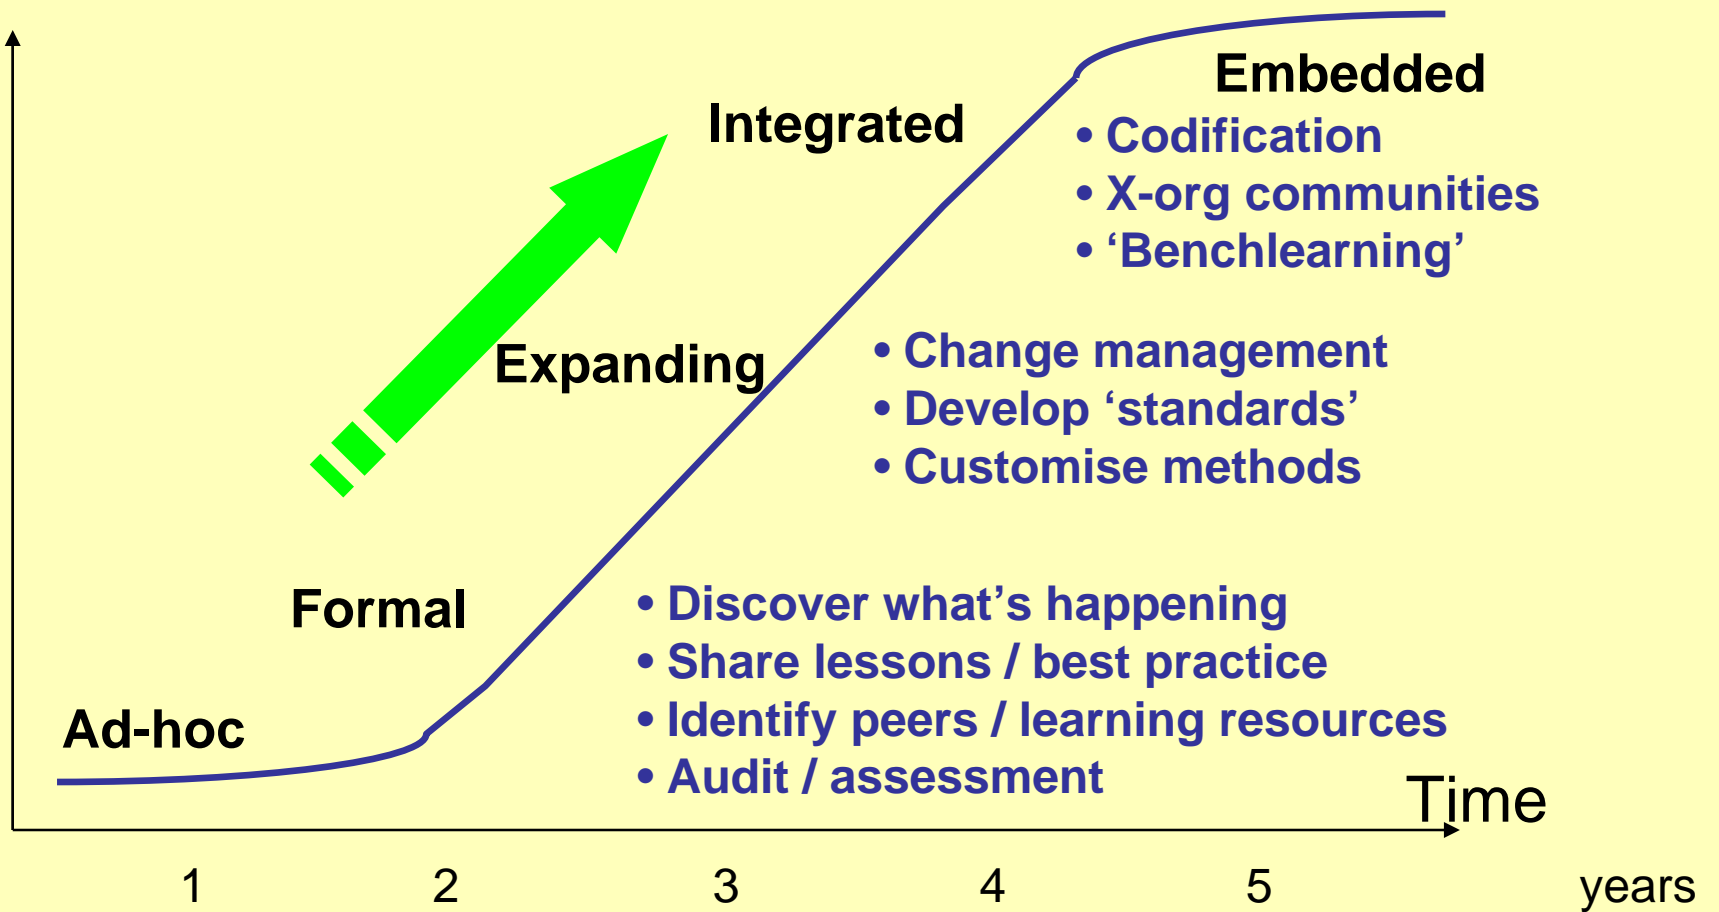 Embedded
Integrated
• Codification
• X-org communities
• ‘Benchlearning’
Expanding
• Change management
• Develop ‘standards’
• Customise methods
Formal
• Discover what’s happening
• Share lessons / best practice
• Identify peers / learning resources
• Audit / assessment
Ad-hoc
Time
1 2 3 4 5 years